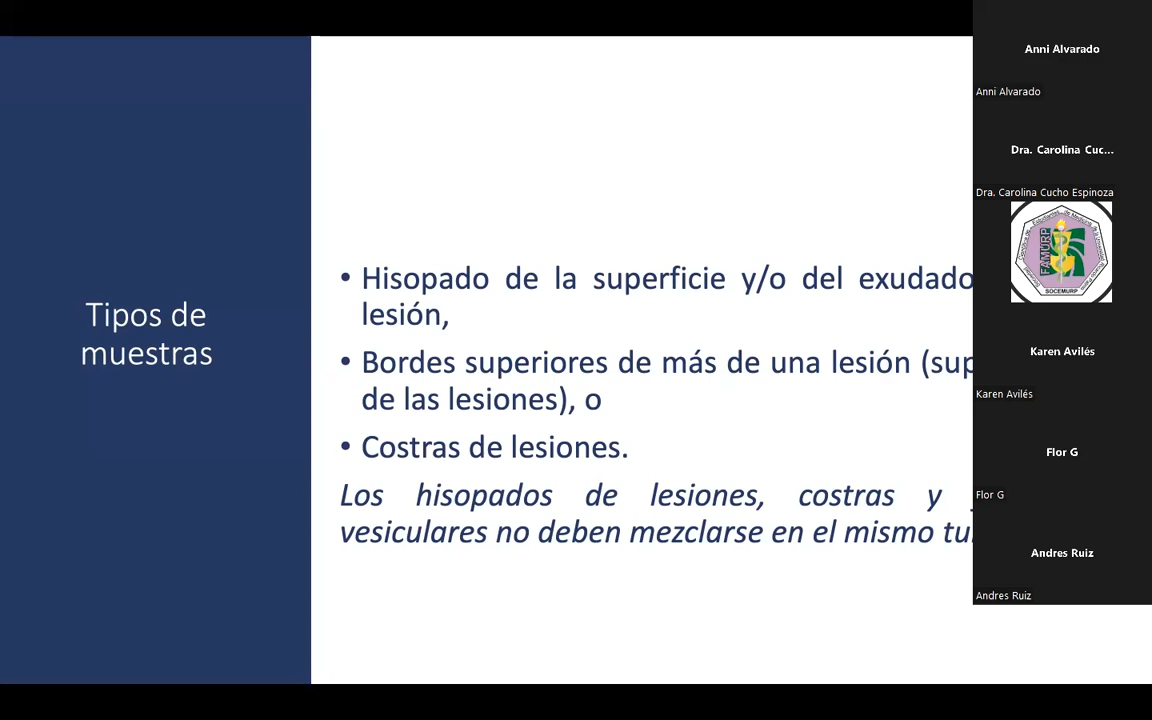 Tipos de
muestras
• Hisopado de la superficie y/o del exudado
lesión,
• Bordes superiores de más de una lesión
de las lesiones), o
• Costras de lesiones.
Los hisopados de lesiones, costras y
vesiculares no deben mezclarse en el mismo
Anni Alvarado
Anni Alvarado
Dra. Carolina Cuc...
Dra. Carolina Cucho Espinoza
FAMURP
SOCEMURP
Karen Avilés
Karen Avilés
Flor G
Flor G
Andres Ruiz
Andres Ruiz